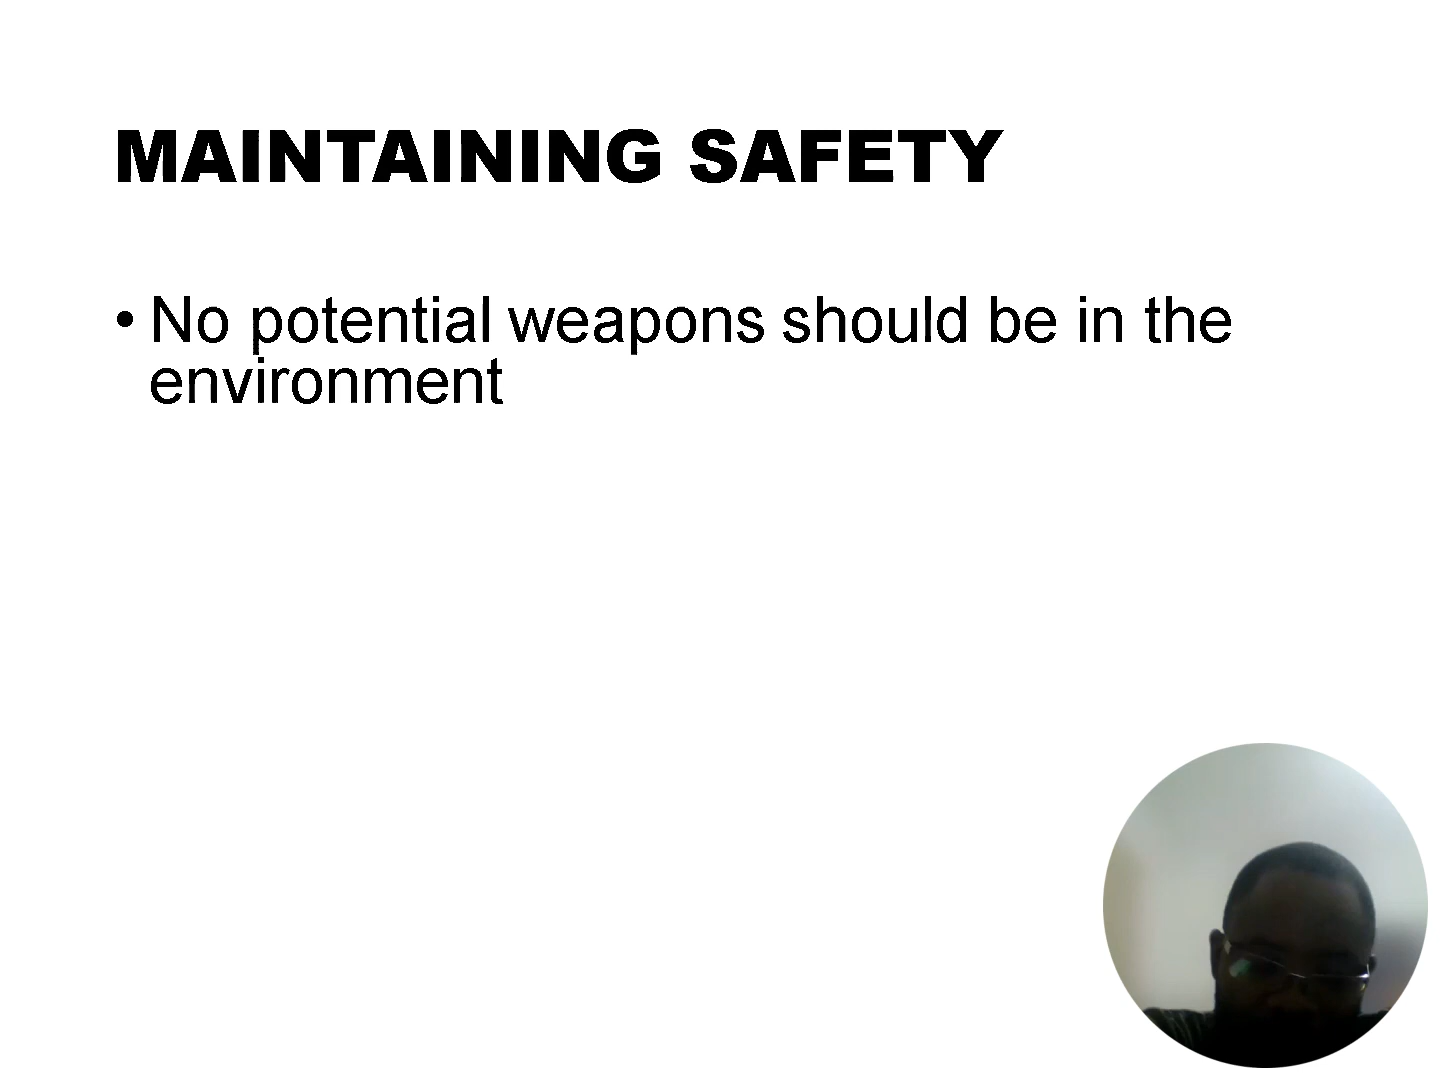 MAINTAINING SAFETY
• No potential weapons should be in the
environment